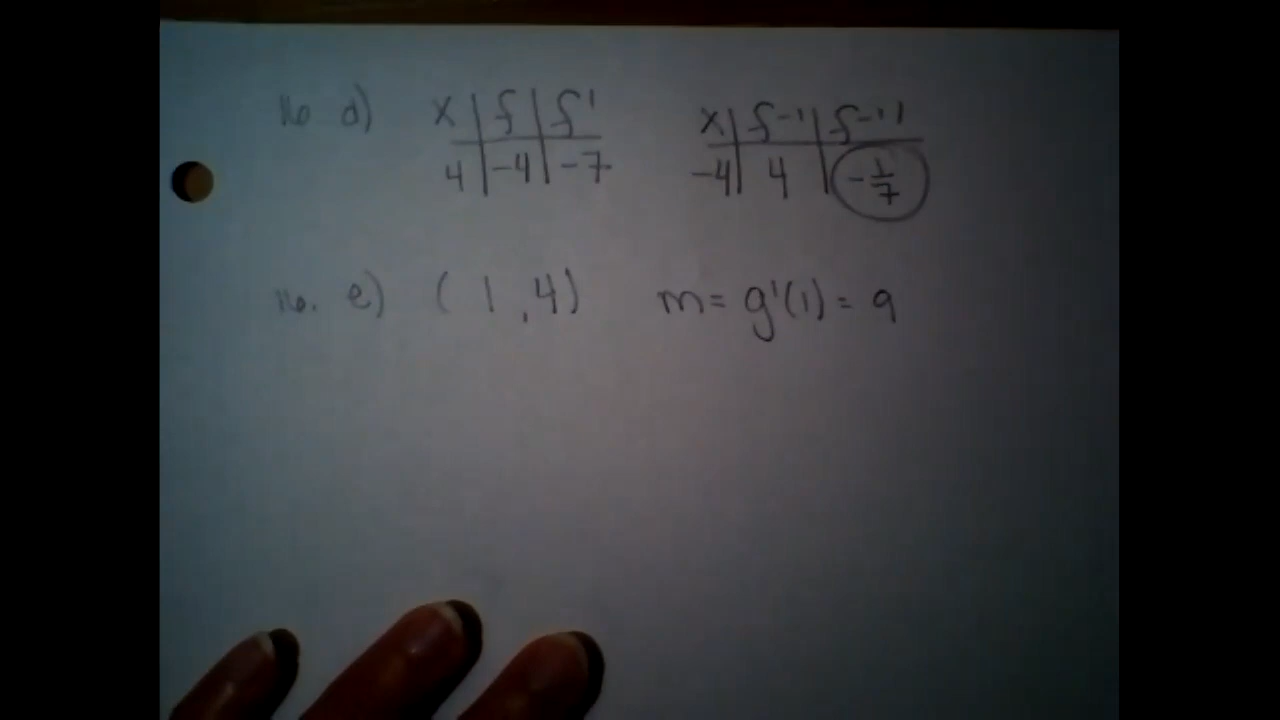 16 d) x | f | f' x | f⁻¹ | f⁻¹'
4 | -4 | -7 -4 | 4 | -1/7
16. e) (1, 4) m = g'(1) = 9